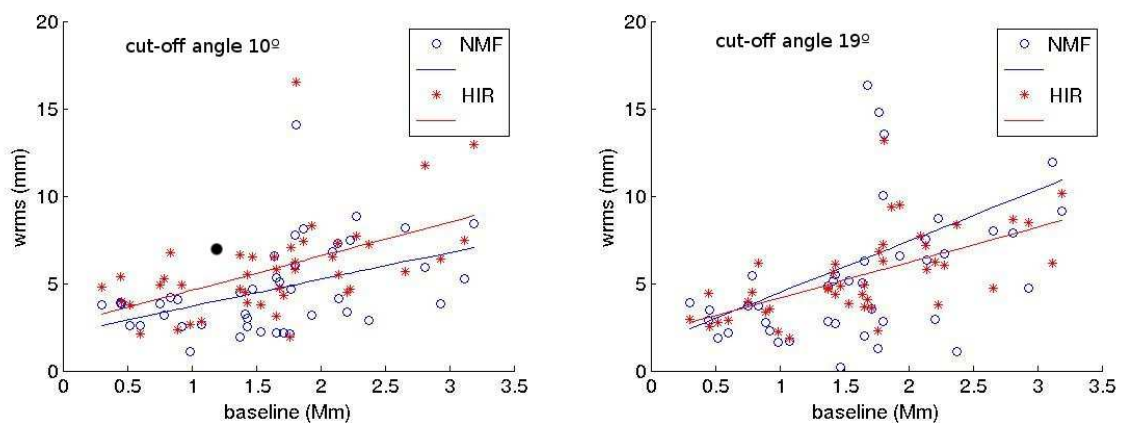 20
15
10
5
0
wrms (mm)
cut-off angle 10º
NMF
HIR
0 0.5 1 1.5 2 2.5 3 3.5
baseline (Mm)
20
15
10
5
0
wrms (mm)
cut-off angle 19º
NMF
HIR
0 0.5 1 1.5 2 2.5 3 3.5
baseline (Mm)